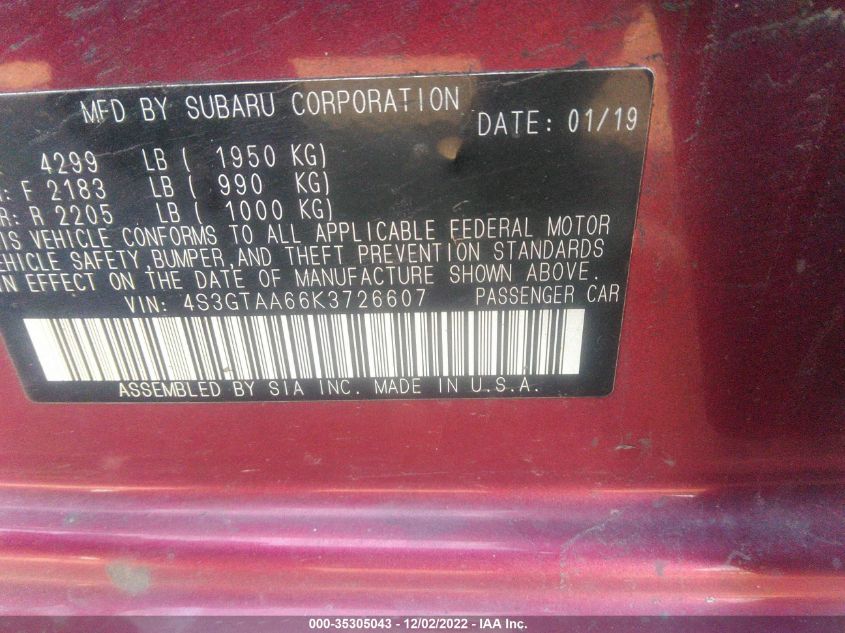 MFD BY SUBARU CORPORATION
DATE: 01/19
4299 LB ( 1950 KG)
: F 2183 LB ( 990 KG)
R: R 2205 LB ( 1000 KG)
IS VEHICLE CONFORMS TO ALL APPLICABLE FEDERAL MOTOR
EHICLE SAFETY, BUMPER, AND THEFT PREVENTION STANDARDS
IN EFFECT ON THE DATE OF MANUFACTURE SHOWN ABOVE.
VIN: 4S3GTAA66K3726607 PASSENGER CAR
ASSEMBLED BY SIA INC. MADE IN U.S.A.
000-35305043 - 12/02/2022 - IAA Inc.